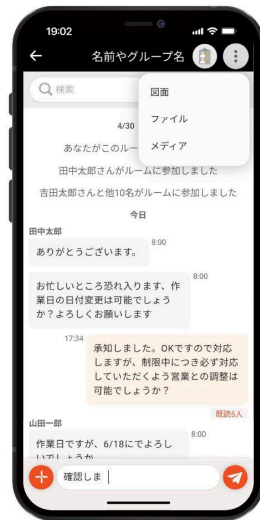 19:02
名前やグループ名
検索
図面
ファイル
メディア
4/30
あなたがこのルー
田中太郎さんがルームに参加しました
吉田太郎さんと他10名がルームに参加しました
今日
田中太郎
ありがとうございます。
8:00
お忙しいところ恐れ入ります、作
業日の日付変更は可能でしょう
か？よろしくお願いします
8:00
17:34
承知しました。OKですので対応
しますが、制限中につき必ず対応
していただくよう営業との調整は
可能でしょうか？
既読5人
山田一郎
作業日ですが、6/18にでよろし
いでしょうか
8:00
確認しま